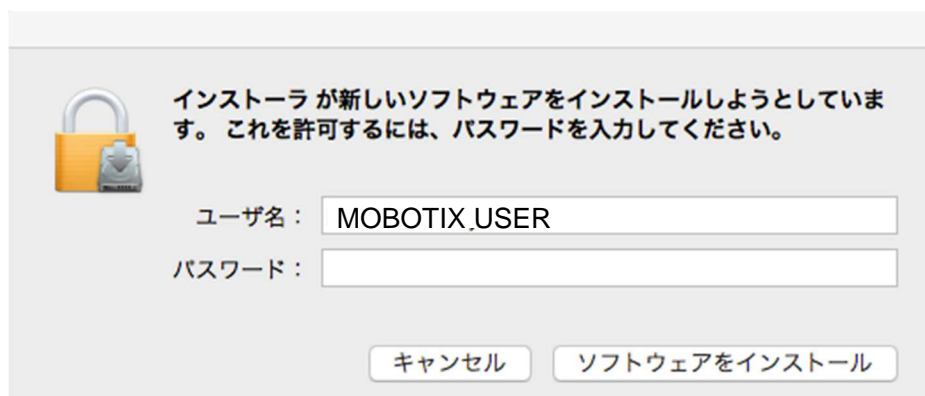 インストーラ が新しいソフトウェアをインストールしようとしていま
す。 これを許可するには、パスワードを入力してください。
ユーザ名： MOBOTIX USER
パスワード：
キャンセル ソフトウェアをインストール